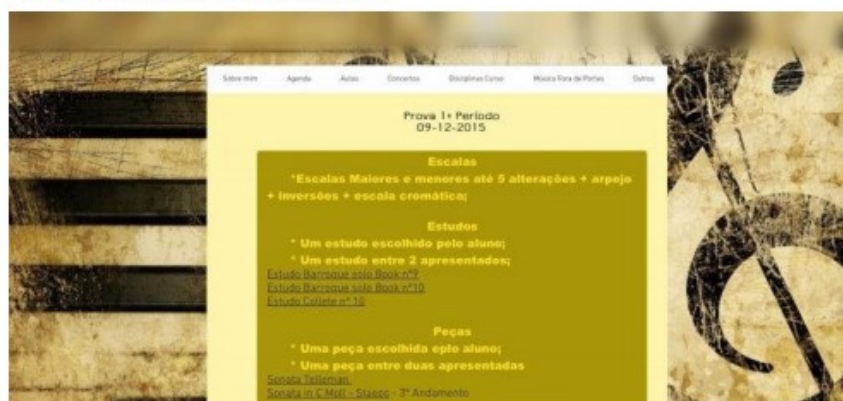 Sobre mim Agenda Aulas Concertos Disciplinas Curso Música Fora de Portas Outros
Prova 1º Período
09-12-2015
Escalas
*Escalas Maiores e menores até 5 alterações + arpejo
+ inversões + escala cromática;
Estudos
* Um estudo escolhido pelo aluno;
* Um estudo entre 2 apresentados;
Estudo Barroque solo Book nº9
Estudo Barroque solo Book nº10
Estudo Collete nº 10
Peças
* Uma peça escolhida eplo aluno;
* Uma peça entre duas apresentadas
Sonata Telleman
Sonata in C Moll - Stamps - 3º Andamento